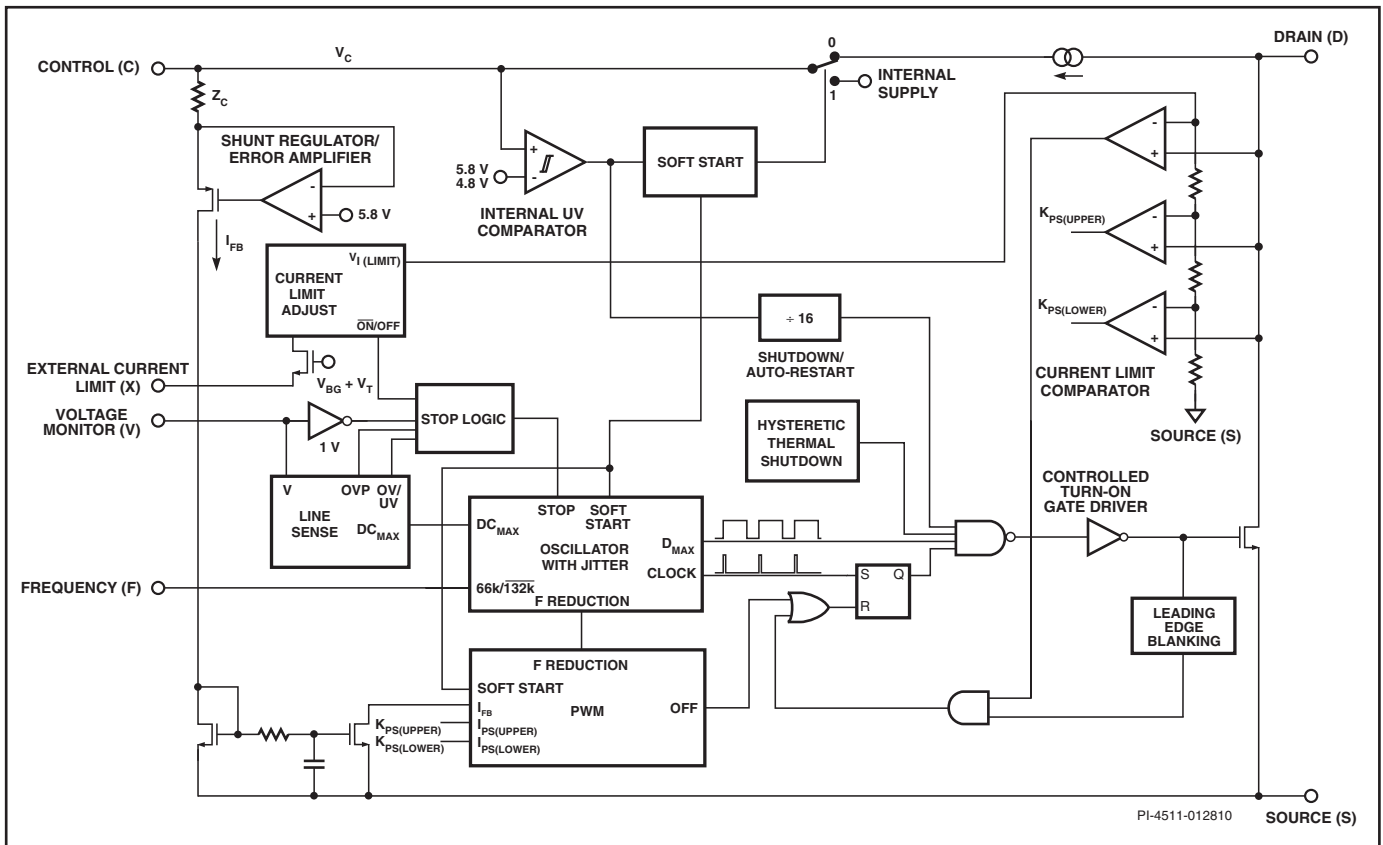 V_C
0
DRAIN (D)
CONTROL (C)
1
INTERNAL
SUPPLY
Z_C
SHUNT REGULATOR/
ERROR AMPLIFIER
-
+
5.8 V
I_FB
+
-
5.8 V
4.8 V
INTERNAL UV
COMPARATOR
SOFT START
-
+
K_PS(UPPER)
-
+
K_PS(LOWER)
-
+
CURRENT LIMIT
COMPARATOR
SOURCE (S)
V_I (LIMIT)
CURRENT
LIMIT
ADJUST
O̅N̅/OFF
÷ 16
SHUTDOWN/
AUTO-RESTART
EXTERNAL CURRENT
LIMIT (X)
V_BG + V_T
VOLTAGE
MONITOR (V)
1 V
STOP LOGIC
HYSTERETIC
THERMAL
SHUTDOWN
V
OVP
OV/
UV
LINE
SENSE
DC_MAX
STOP
SOFT
START
DC_MAX
OSCILLATOR
WITH JITTER
D_MAX
CLOCK
66k/1̅3̅2̅k̅
F REDUCTION
CONTROLLED
TURN-ON
GATE DRIVER
FREQUENCY (F)
S
Q
R
LEADING
EDGE
BLANKING
F REDUCTION
SOFT START
PWM
OFF
I_FB
K_PS(UPPER)
I_PS(UPPER)
K_PS(LOWER)
I_PS(LOWER)
PI-4511-012810
SOURCE (S)